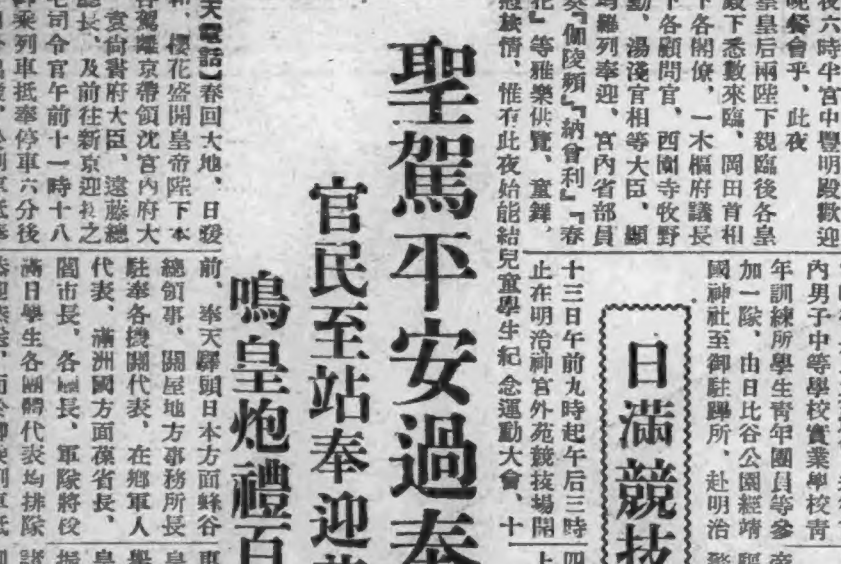 夜六時半宮中豐明殿歡迎
晚餐會乎、此夜
皇皇后兩陛下親臨後各皇
殿下悉數來臨、岡田首相
下各閣僚、一木樞府議長
下各顧問官、西園寺牧野
勳、湯淺官相等大臣、顯
均羅列奉迎、宮內省部員
奏『伽陵頻』『納曾利』『春
花』等雅樂供覽、童舞、
旅情、惟有此夜始能結兒童學生紀念運動大會、十
內男子中等學校實業學校青
年訓練所學生青年團員等參
加一隊、由日比谷公園經靖
國神社至御駐蹕所、赴明治
日滿競技
十三日午前九時起午后三時
止在明治神宮外苑競技場開
聖駕平安過奉
官民至站奉迎
鳴皇炮禮百
天電話】春回大地、日暖
和、櫻花盛開皇帝陛下本
駕離京帶領沈宮內府大
袁尙書府大臣、遠藤總
廳長、及前往新京迎之
司令官午前十一時十八
乘列車抵奉停車六分後
前、奉天驛頭日本方面蜂谷
總領事、關屋地方事務所長
駐奉各機關代表、在鄉軍人
代表、滿洲國方面葆省長、
閻市長、各長、軍隊將校
滿日學生各團體代表均排隊